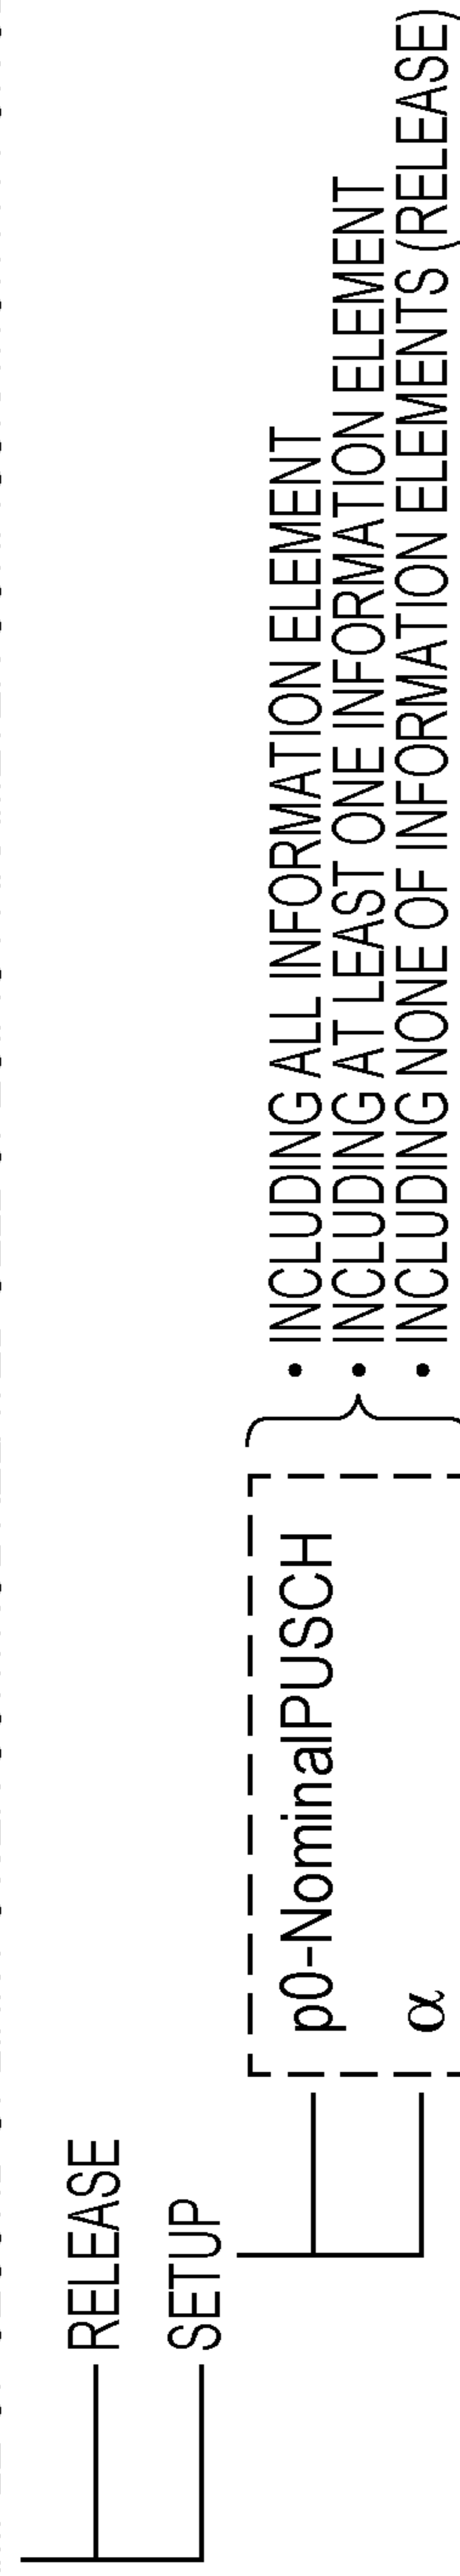 RELEASE
SETUP
p0-NominalPUSCH
α
• INCLUDING ALL INFORMATION ELEMENT
• INCLUDING AT LEAST ONE INFORMATION ELEMENT
• INCLUDING NONE OF INFORMATION ELEMENTS (RELEASE)